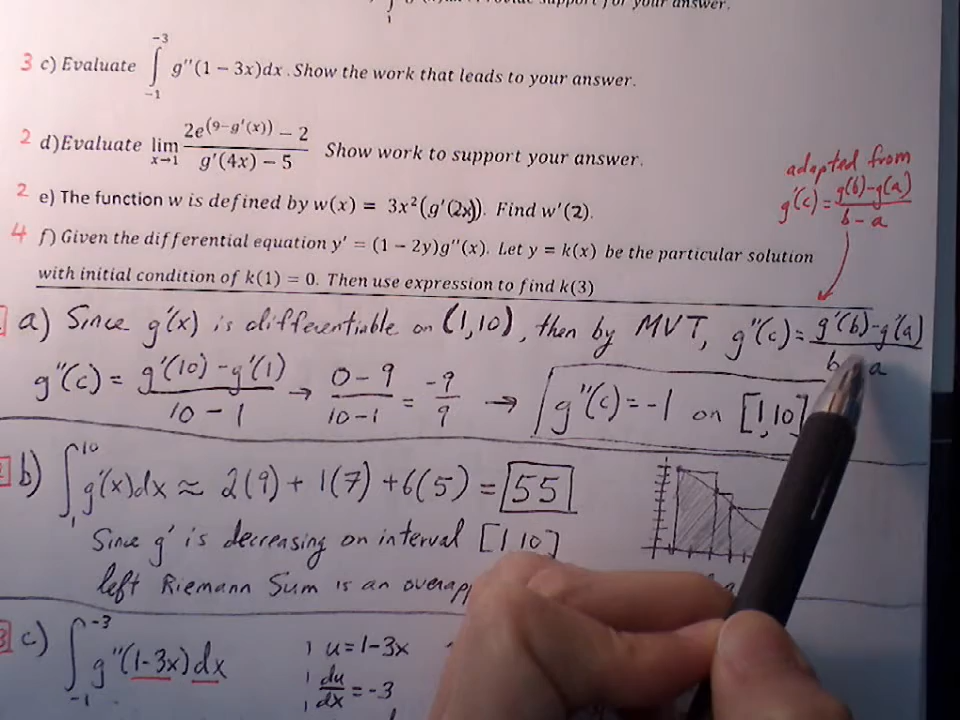 your answer.
3 c) Evaluate ∫_{-1}^{-3} g''(1 − 3x)dx. Show the work that leads to your answer.
2 d)Evaluate lim_{x→1} (2e^{(9−g'(x))} − 2)/(g'(4x) − 5) Show work to support your answer.
2 e) The function w is defined by w(x) = 3x²(g'(2x)). Find w'(2).
4 f) Given the differential equation y' = (1 − 2y)g''(x). Let y = k(x) be the particular solution
with initial condition of k(1) = 0. Then use expression to find k(3)
adapted from
g'(c) = (g(b)-g(a))/(b-a)
a) Since g'(x) is differentiable on (1,10), then by MVT, g''(c) = (g'(b)-g'(a))/(b a)
g''(c) = (g'(10)-g'(1))/(10-1) → (0-9)/(10-1) = -9/9 → g''(c) = -1 on [1,10]
b) ∫_{1}^{10} g'(x)dx ≈ 2(9) + 1(7) + 6(5) = 55
Since g' is decreasing on interval [1,10]
left Riemann Sum is an
c) ∫_{-1}^{-3} g''(1-3x)dx
u = 1-3x
du/dx = -3